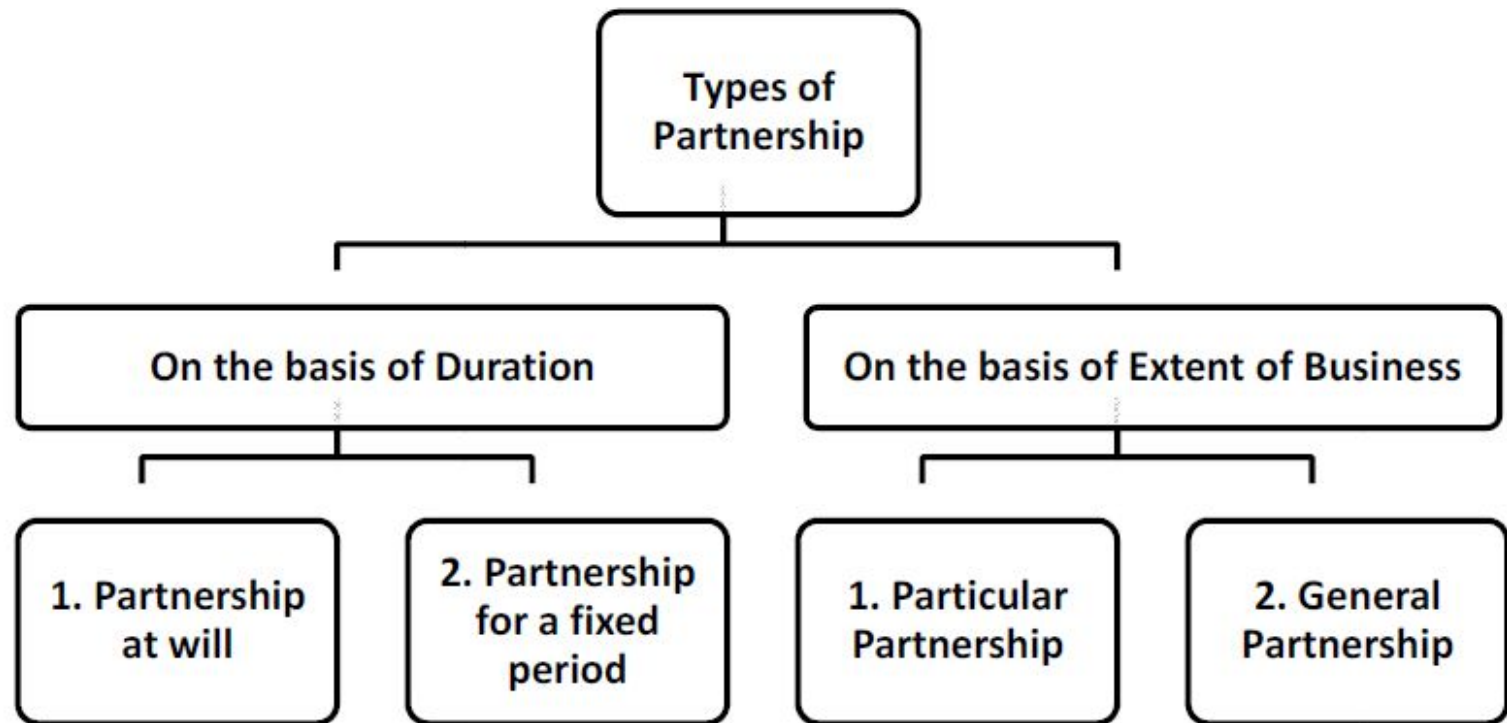 Types of
Partnership
On the basis of Duration
On the basis of Extent of Business
1. Partnership
at will
2. Partnership
for a fixed
period
1. Particular
Partnership
2. General
Partnership